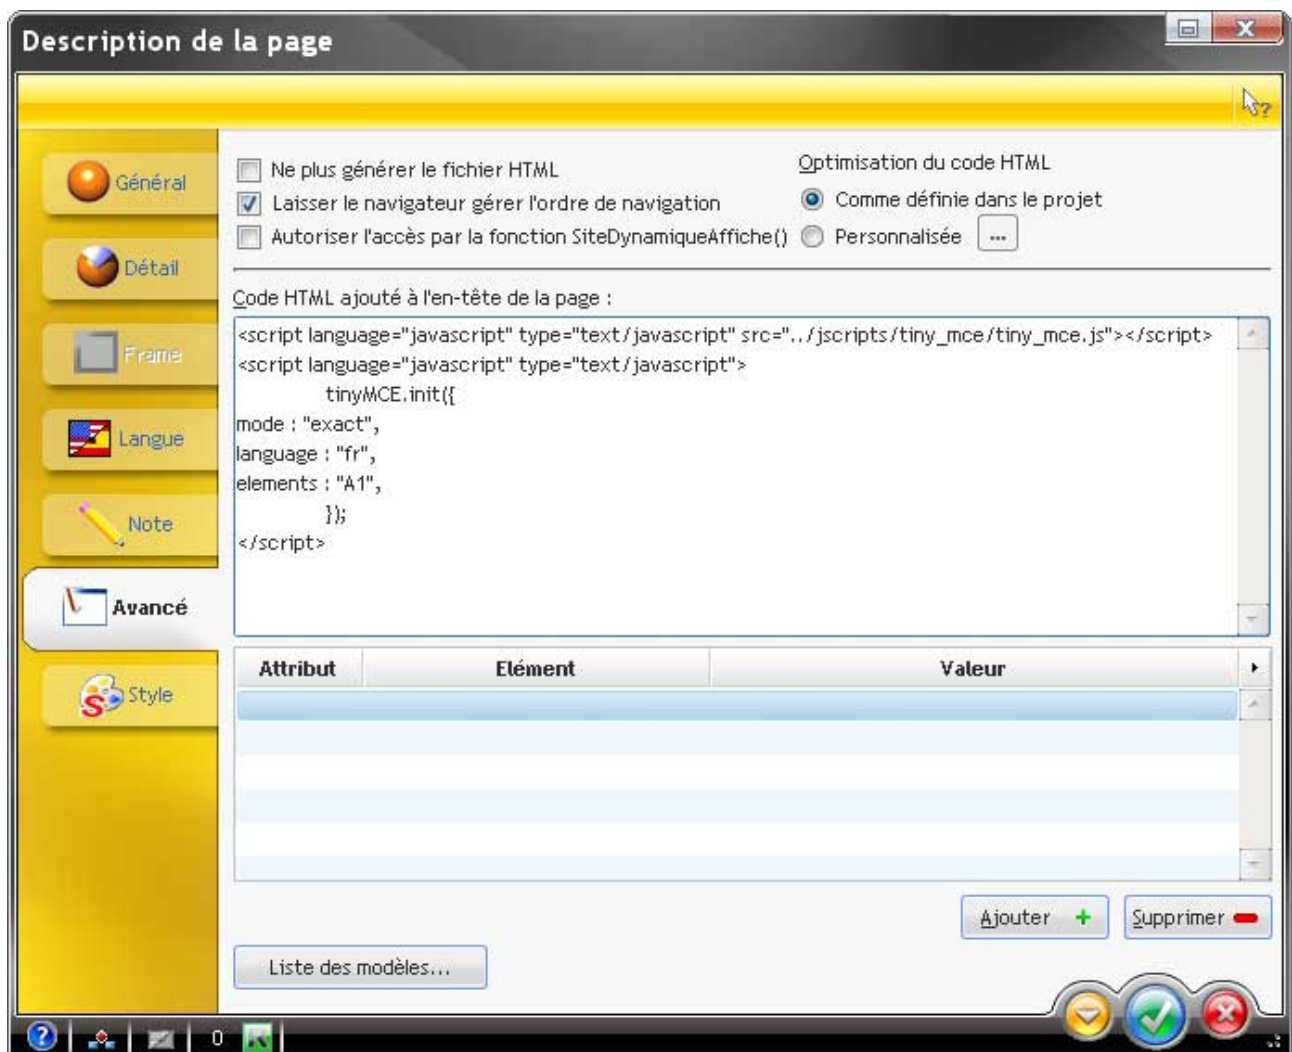 Description de la page
Général
Détail
Frame
Langue
Note
Avancé
Style
Ne plus générer le fichier HTML
Laisser le navigateur gérer l'ordre de navigation
Autoriser l'accès par la fonction SiteDynamiqueAffiche()
Optimisation du code HTML
Comme définie dans le projet
Personnalisée ...
Code HTML ajouté à l'en-tête de la page :
<script language="javascript" type="text/javascript" src="../jscripts/tiny_mce/tiny_mce.js"></script>
<script language="javascript" type="text/javascript">
tinyMCE.init({
mode : "exact",
language : "fr",
elements : "A1",
});
</script>
Attribut Elément Valeur
Ajouter + Supprimer
Liste des modèles...
0